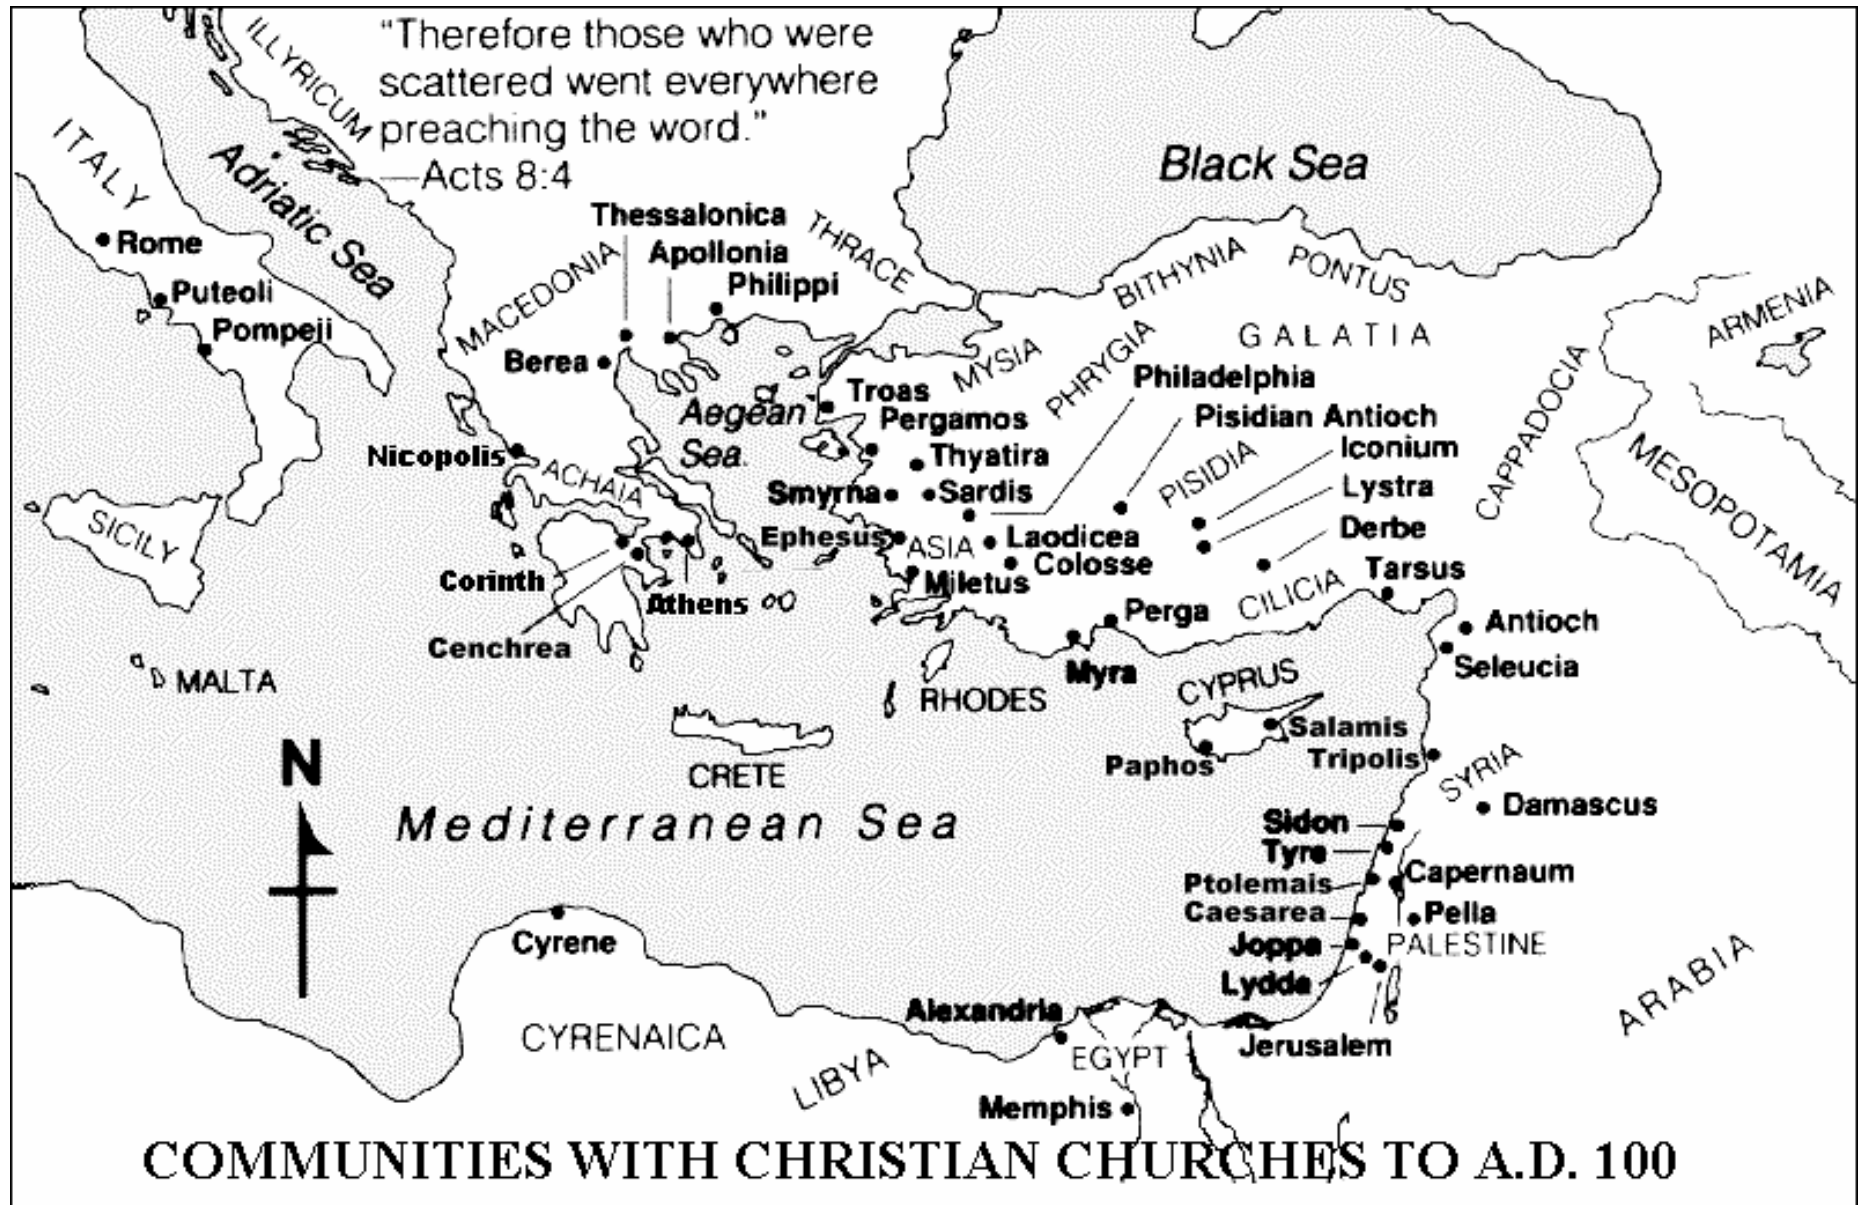 “Therefore those who were
scattered went everywhere
preaching the word.”
—Acts 8:4
ILLYRICUM
ITALY
Adriatic Sea
Black Sea
Rome
Puteoli
Pompeji
Thessalonica
Apollonia
Philippi
MACEDONIA
THRACE
BITHYNIA
PONTUS
ARMENIA
GALATIA
Berea
MYSIA
PHRYGIA
CAPPADOCIA
Philadelphia
Troas
Aegean
Sea
Pergamos
Pisidian Antioch
Iconium
Nicopolis
ACHAIA
Thyatira
PISIDIA
Lystra
MESOPOTAMIA
Smyrna
Sardis
SICILY
Ephesus
ASIA
Laodicea
Derbe
Colosse
Corinth
Miletus
Tarsus
Athens
Perga
CILICIA
Antioch
Cenchrea
Seleucia
MALTA
Myra
RHODES
CYPRUS
Salamis
CRETE
Paphos
Tripolis
SYRIA
N
Mediterranean Sea
Damascus
Sidon
Tyre
Capernaum
Ptolemais
Caesarea
Pella
Cyrene
Joppa
PALESTINE
Lydda
ARABIA
Alexandria
CYRENAICA
LIBYA
EGYPT
Jerusalem
Memphis
COMMUNITIES WITH CHRISTIAN CHURCHES TO A.D. 100